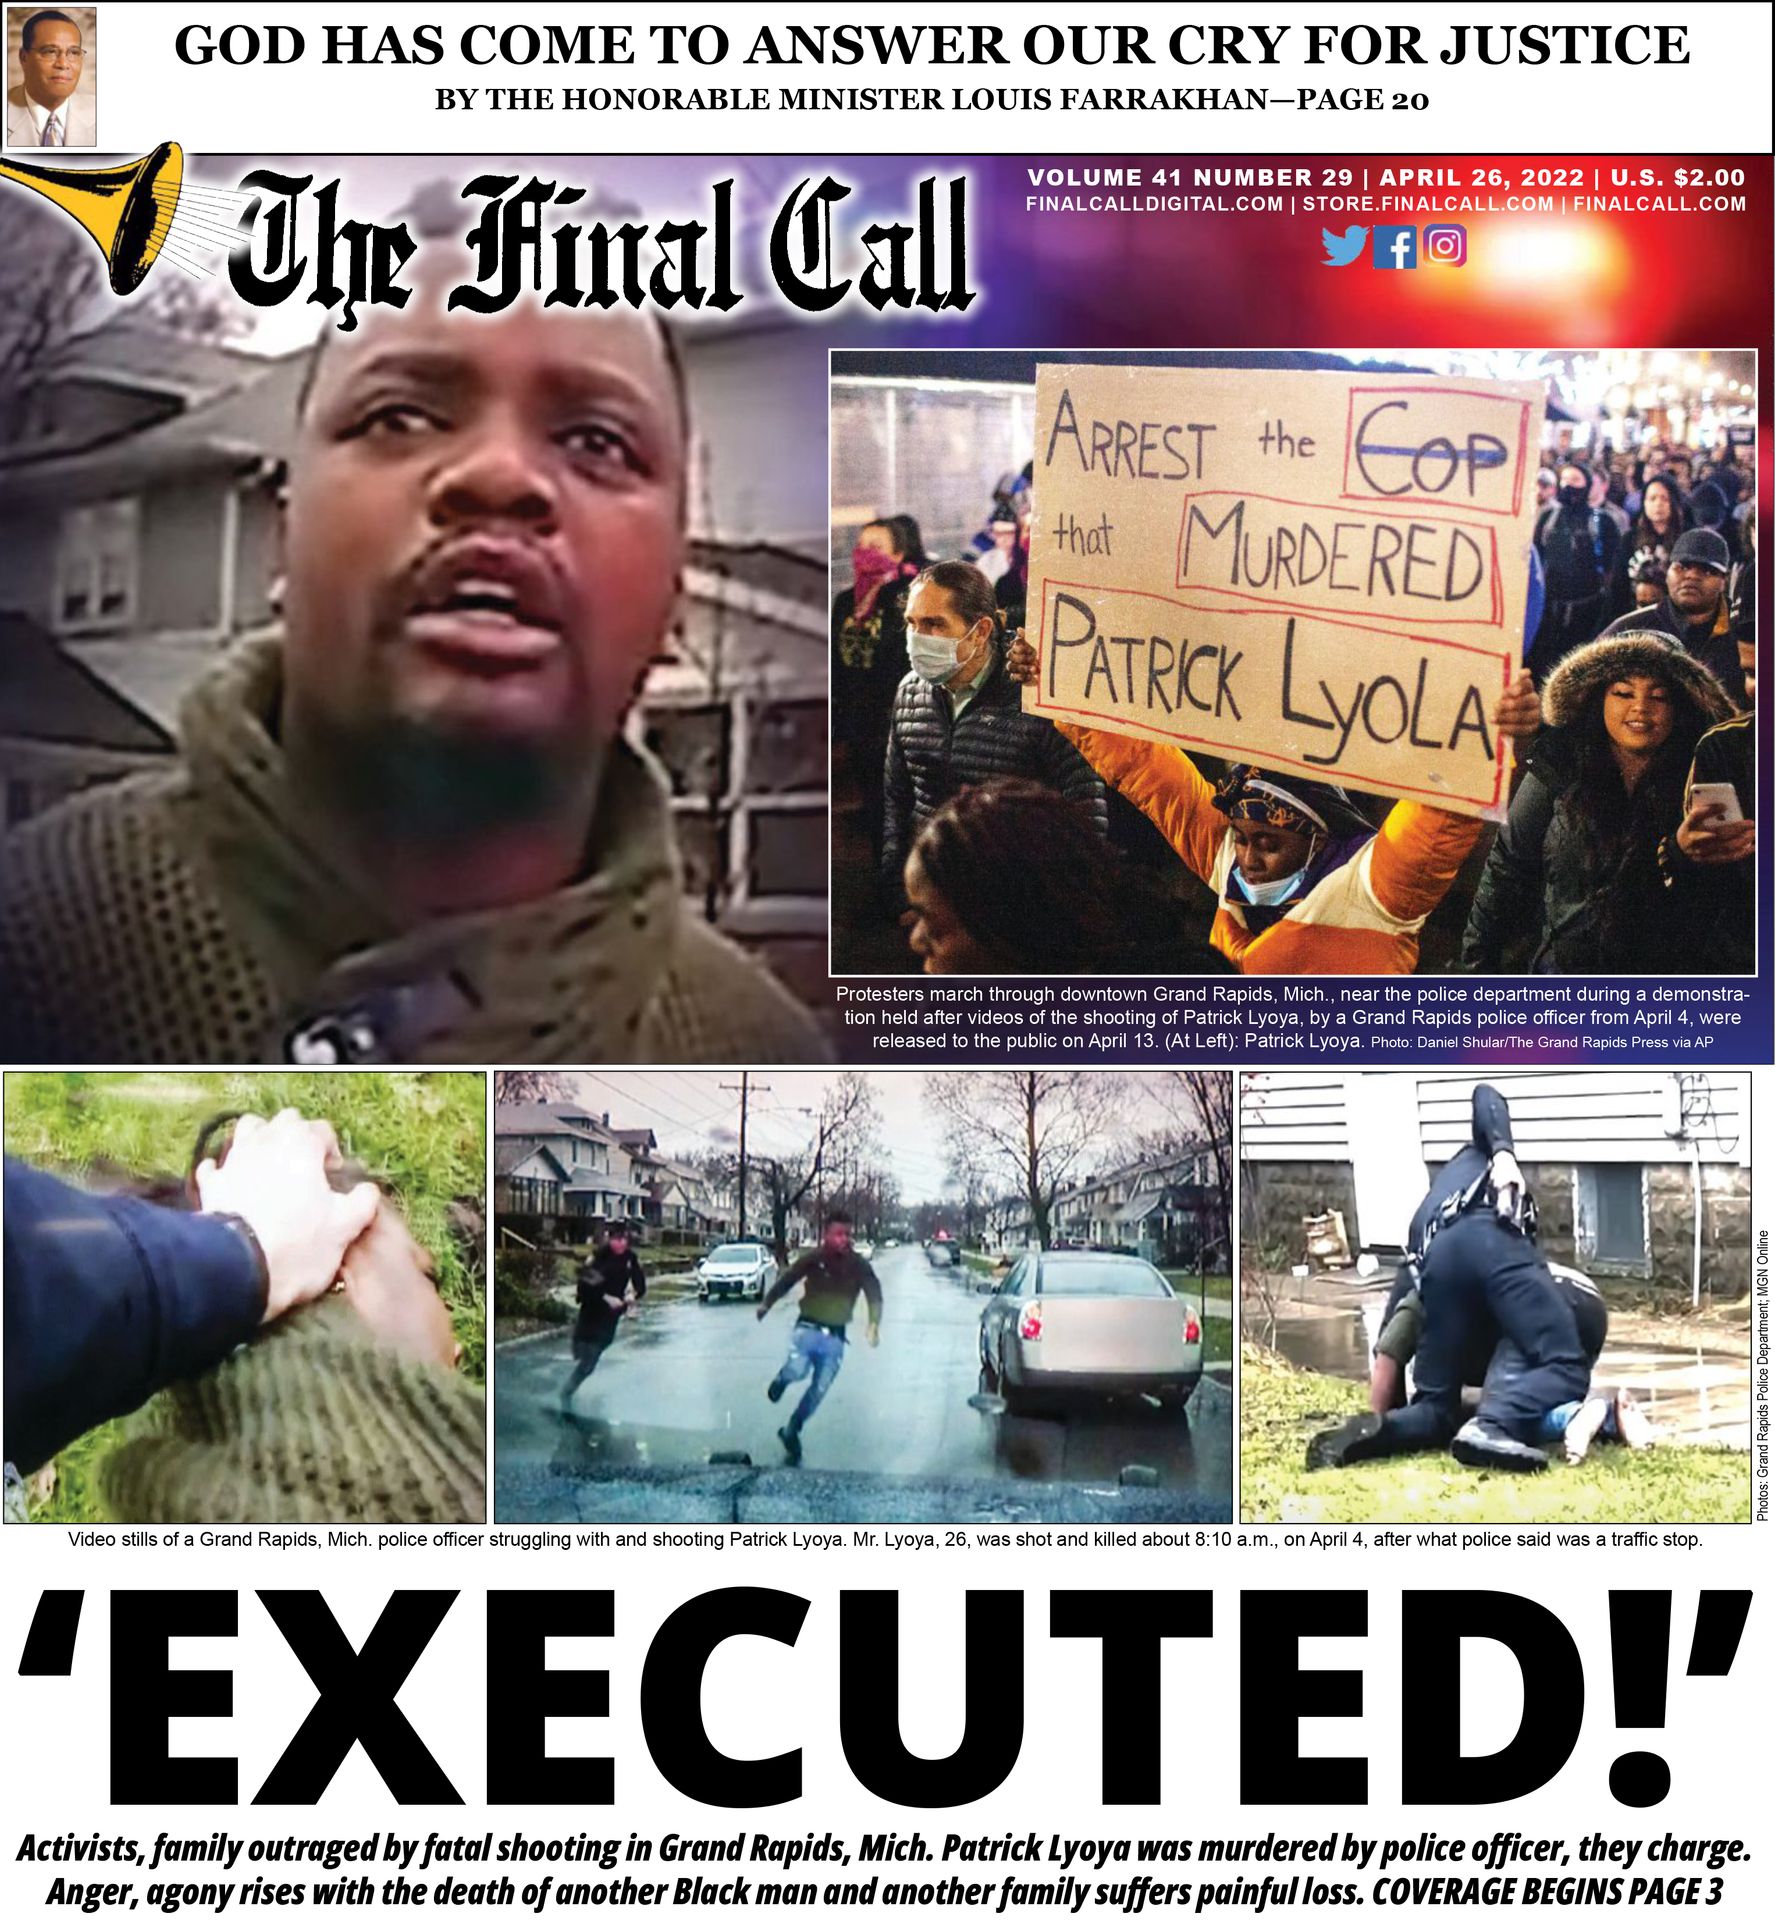 GOD HAS COME TO ANSWER OUR CRY FOR JUSTICE
BY THE HONORABLE MINISTER LOUIS FARRAKHAN—PAGE 20
The Final Call
VOLUME 41 NUMBER 29 | APRIL 26, 2022 | U.S. $2.00
FINALCALLDIGITAL.COM | STORE.FINALCALL.COM | FINALCALL.COM
ARREST the COP
that MURDERED
PATRICK LyOLA
Protesters march through downtown Grand Rapids, Mich., near the police department during a demonstra-
tion held after videos of the shooting of Patrick Lyoya, by a Grand Rapids police officer from April 4, were
released to the public on April 13. (At Left): Patrick Lyoya. Photo: Daniel Shular/The Grand Rapids Press via AP
Photos: Grand Rapids Police Department; MGN Online
Video stills of a Grand Rapids, Mich. police officer struggling with and shooting Patrick Lyoya. Mr. Lyoya, 26, was shot and killed about 8:10 a.m., on April 4, after what police said was a traffic stop.
‘EXECUTED!’
Activists, family outraged by fatal shooting in Grand Rapids, Mich. Patrick Lyoya was murdered by police officer, they charge.
Anger, agony rises with the death of another Black man and another family suffers painful loss. COVERAGE BEGINS PAGE 3